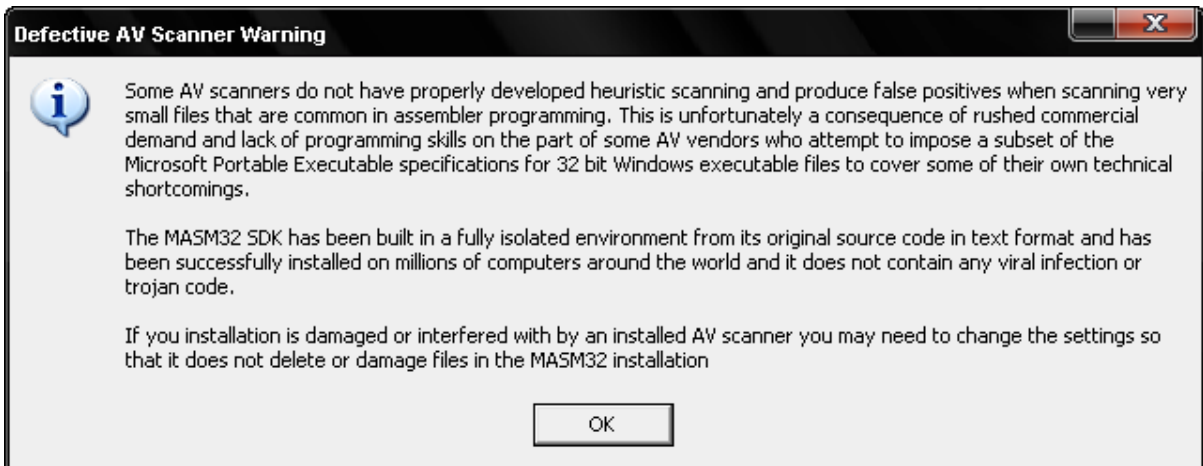 Defective AV Scanner Warning
Some AV scanners do not have properly developed heuristic scanning and produce false positives when scanning very
small files that are common in assembler programming. This is unfortunately a consequence of rushed commercial
demand and lack of programming skills on the part of some AV vendors who attempt to impose a subset of the
Microsoft Portable Executable specifications for 32 bit Windows executable files to cover some of their own technical
shortcomings.
The MASM32 SDK has been built in a fully isolated environment from its original source code in text format and has
been successfully installed on millions of computers around the world and it does not contain any viral infection or
trojan code.
If you installation is damaged or interfered with by an installed AV scanner you may need to change the settings so
that it does not delete or damage files in the MASM32 installation
OK